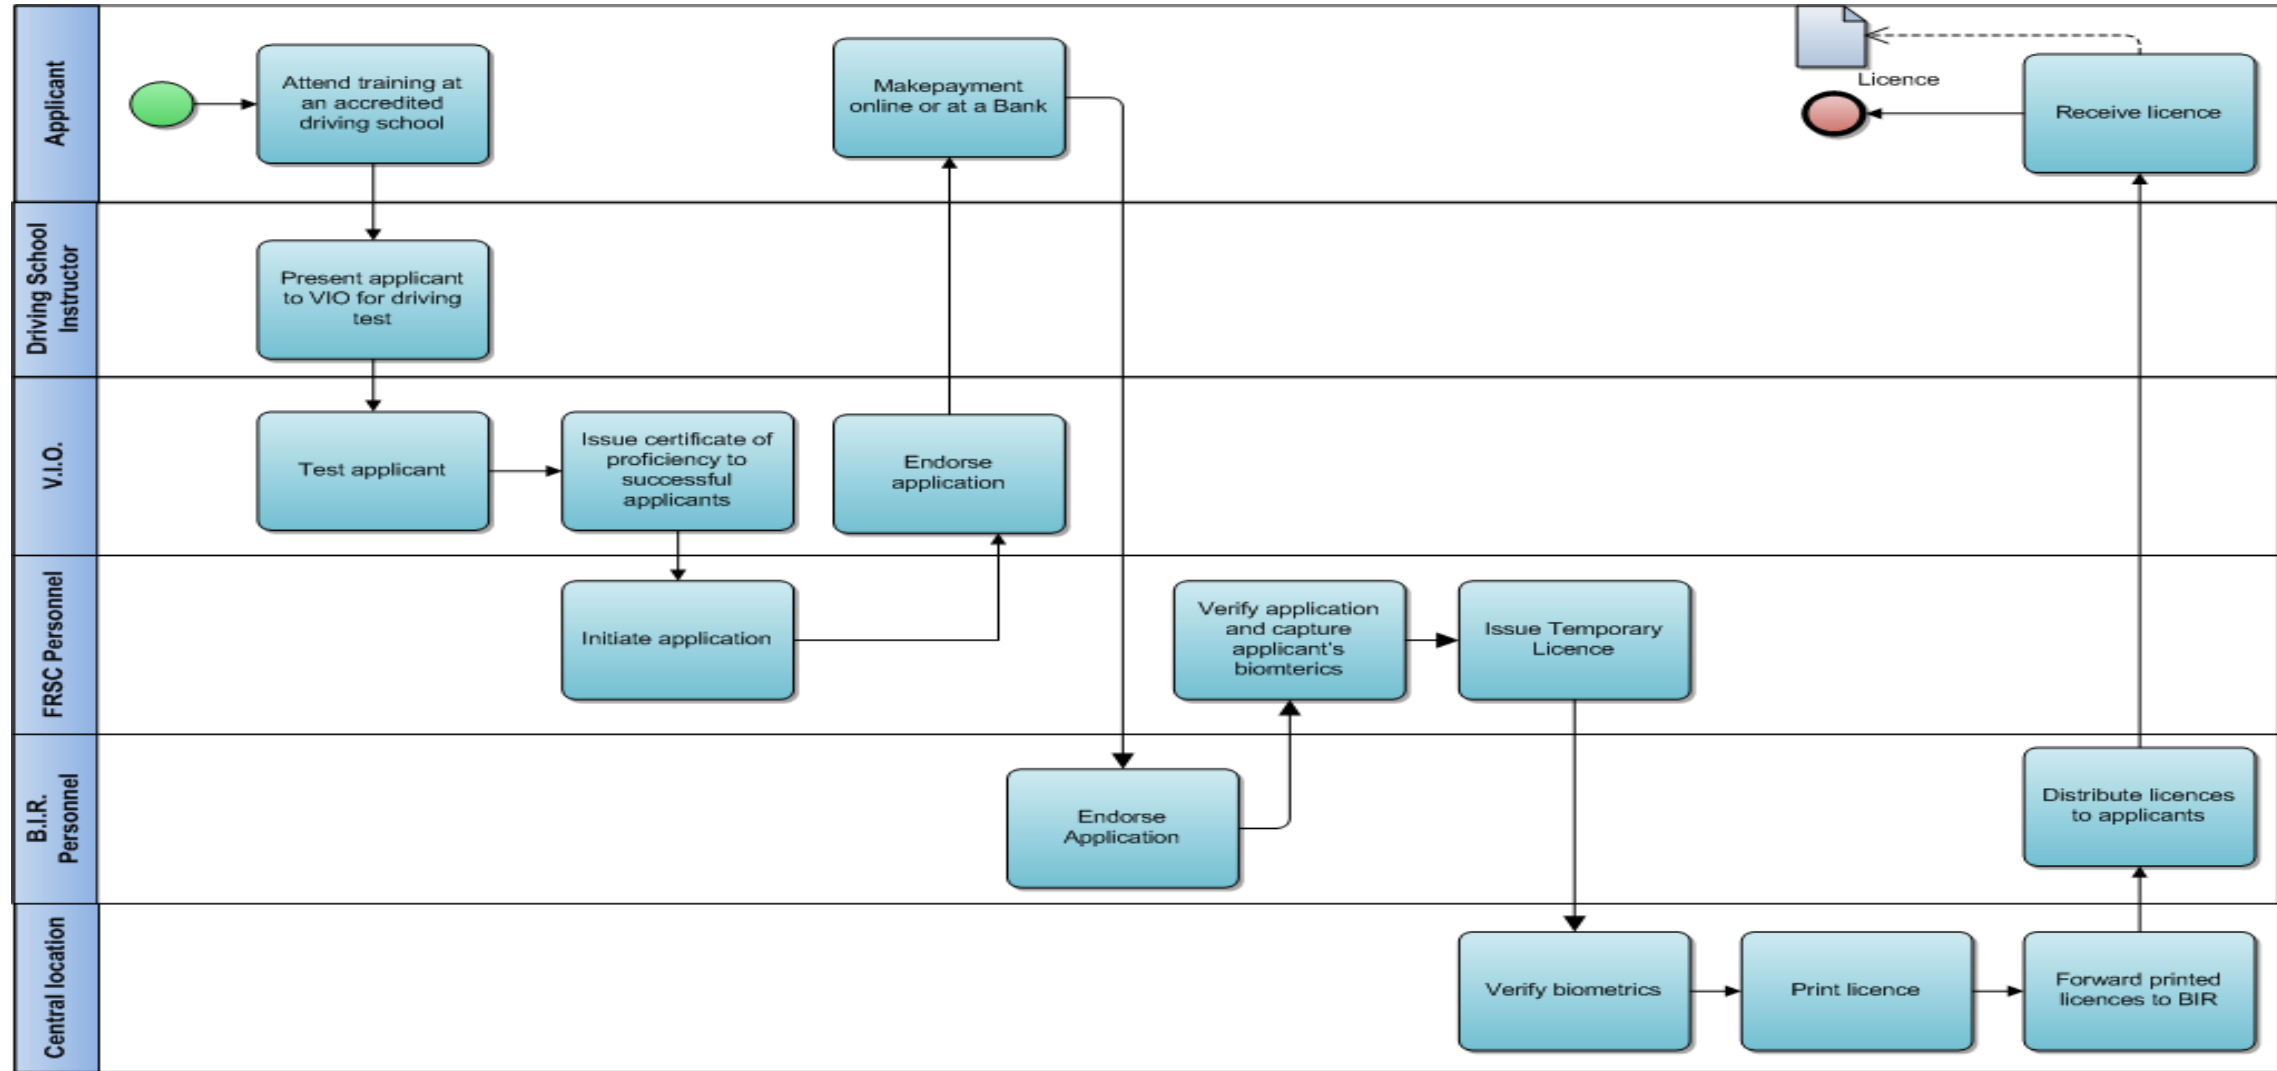 Applicant
Attend training at
an accredited
driving school
Makepayment
online or at a Bank
Licence
Receive licence
Driving School
Instructor
Present applicant
to VIO for driving
test
V.I.O.
Test applicant
Issue certificate of
proficiency to
successful
applicants
Endorse
application
FRSC Personnel
Initiate application
Verify application
and capture
applicant's
biomterics
Issue Temporary
Licence
B.I.R.
Personnel
Endorse
Application
Distribute licences
to applicants
Central location
Verify biometrics
Print licence
Forward printed
licences to BIR